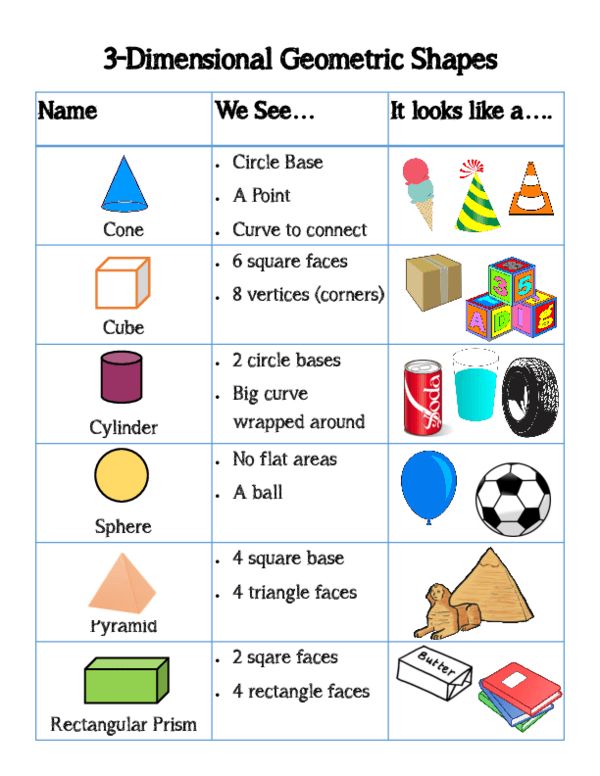 3-Dimensional Geometric Shapes
Name
We See…
It looks like a….
Cone
• Circle Base
• A Point
• Curve to connect
Cube
• 6 square faces
• 8 vertices (corners)
3
5
A
D
g
Cylinder
• 2 circle bases
• Big curve
wrapped around
Soda
Sphere
• No flat areas
• A ball
Pyramid
• 4 square base
• 4 triangle faces
Rectangular Prism
• 2 sqare faces
• 4 rectangle faces
Butter